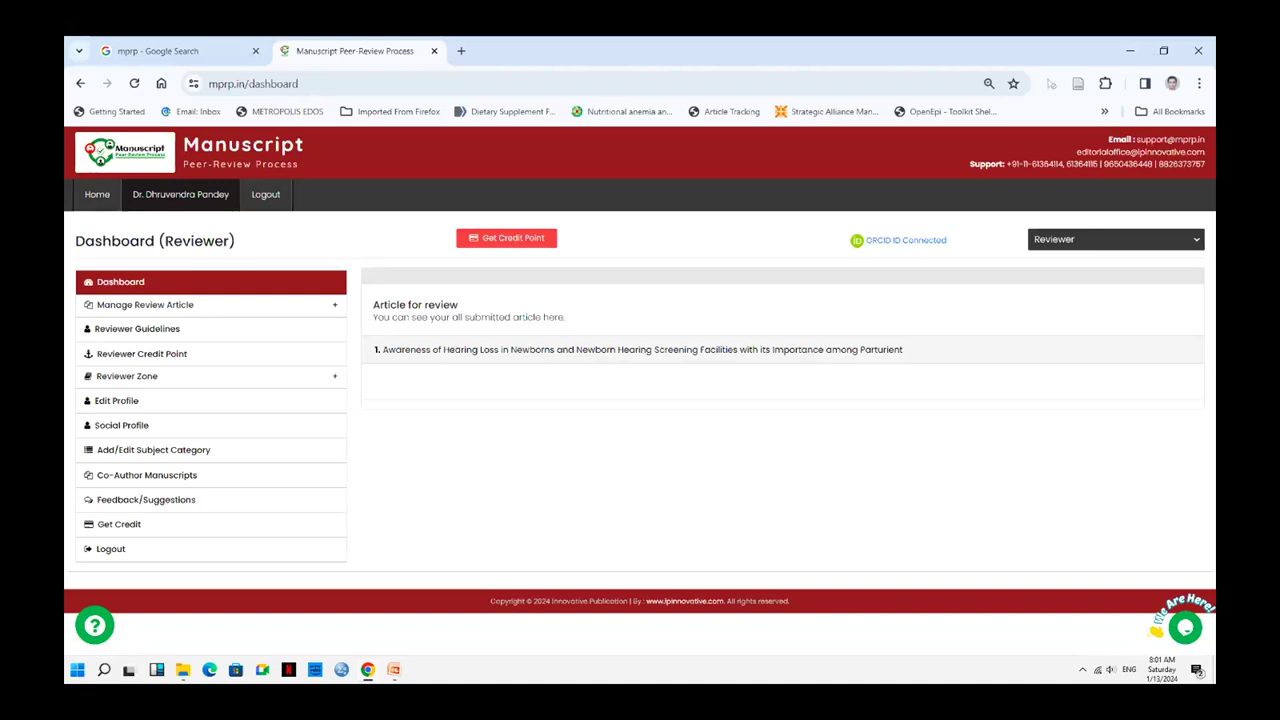 mprp - Google Search
Manuscript Peer-Review Process
mprp.in/dashboard
Getting Started
Email: Inbox
METROPOLIS EDOS
Imported From Firefox
Dietary Supplement F...
Nutritional anemia an...
Article Tracking
Strategic Alliance Man...
OpenEpi - Toolkit Shel...
All Bookmarks
Manuscript
Peer-Review Process
Manuscript
Peer-Review Process
Email : support@mprp.in
editorialoffice@ipinnovative.com
Support: +91-11-61364114, 61364115 | 9650436448 | 8826373757
Home
Dr. Dhruvendra Pandey
Logout
Dashboard (Reviewer)
Get Credit Point
iD ORCID ID Connected
Reviewer
Dashboard
Manage Review Article +
Reviewer Guidelines
Reviewer Credit Point
Reviewer Zone +
Edit Profile
Social Profile
Add/Edit Subject Category
Co-Author Manuscripts
Feedback/Suggestions
Get Credit
Logout
Article for review
You can see your all submitted article here.
1. Awareness of Hearing Loss in Newborns and Newborn Hearing Screening Facilities with its Importance among Parturient
Copyright © 2024 Innovative Publication | By : www.ipinnovative.com. All rights reserved.
We Are Here!
ENG
8:01 AM
Saturday
1/13/2024
2